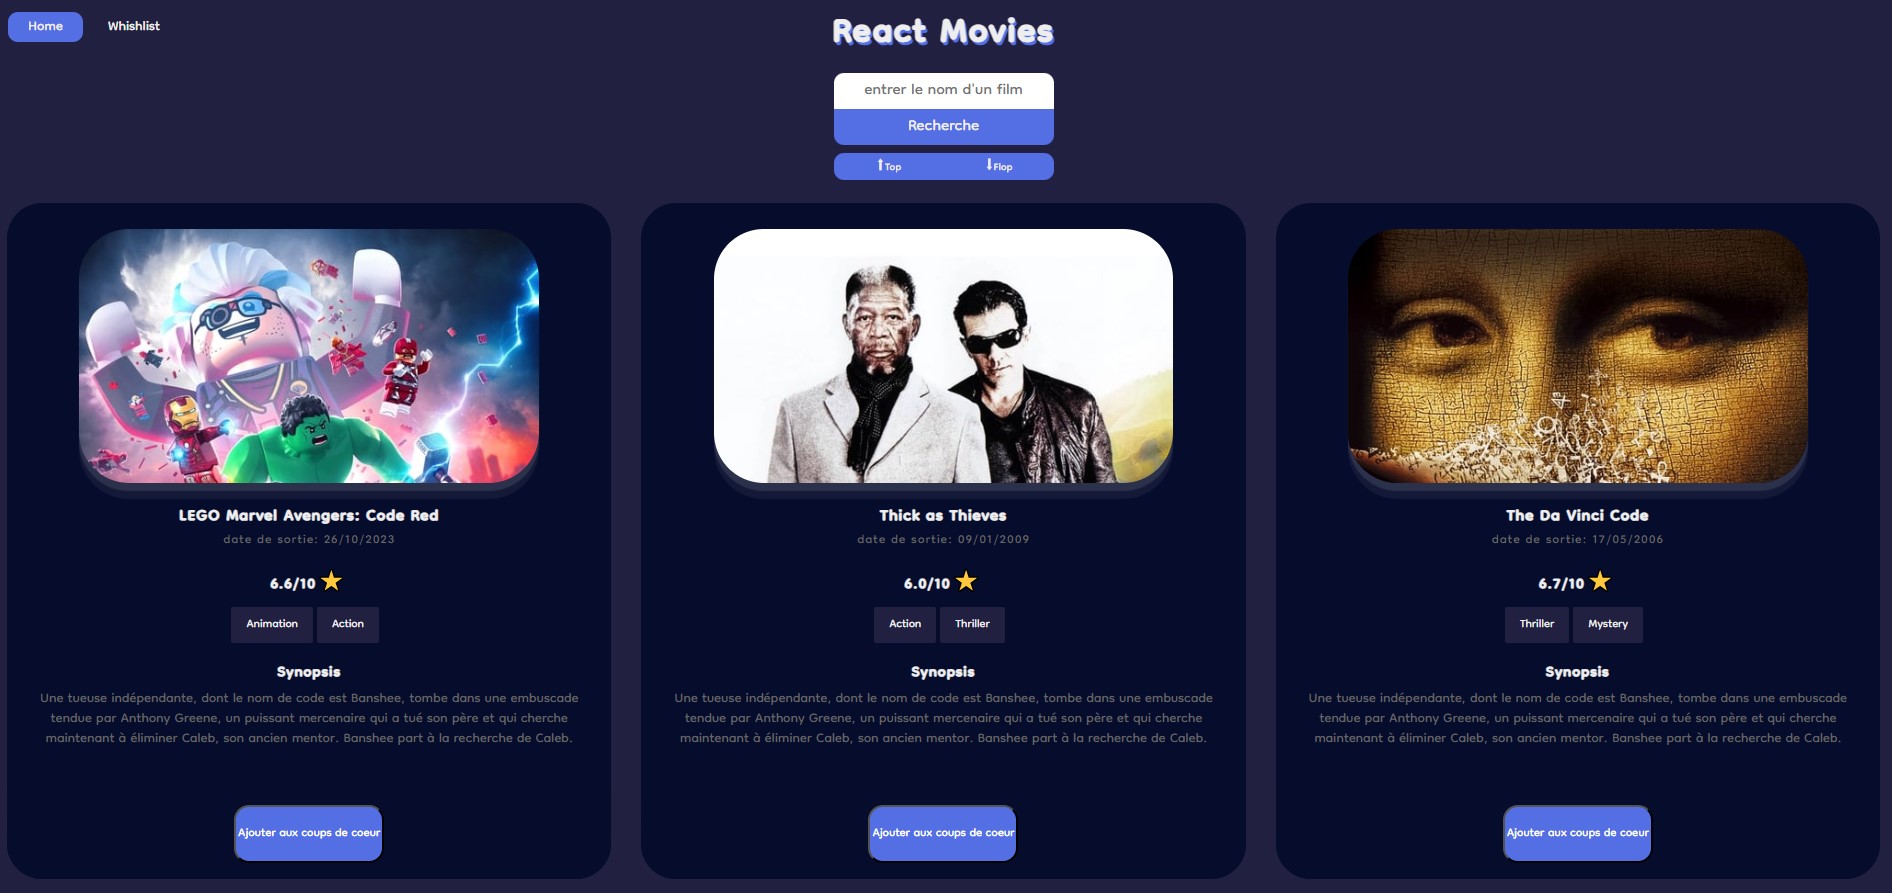 Home
Whishlist
React Movies
entrer le nom d'un film
Recherche
Top
Flop
LEGO Marvel Avengers: Code Red
date de sortie: 26/10/2023
6.6/10
Animation
Action
Synopsis
Une tueuse indépendante, dont le nom de code est Banshee, tombe dans une embuscade
tendue par Anthony Greene, un puissant mercenaire qui a tué son père et qui cherche
maintenant à éliminer Caleb, son ancien mentor. Banshee part à la recherche de Caleb.
Ajouter aux coups de coeur
Thick as Thieves
date de sortie: 09/01/2009
6.0/10
Action
Thriller
Synopsis
Une tueuse indépendante, dont le nom de code est Banshee, tombe dans une embuscade
tendue par Anthony Greene, un puissant mercenaire qui a tué son père et qui cherche
maintenant à éliminer Caleb, son ancien mentor. Banshee part à la recherche de Caleb.
Ajouter aux coups de coeur
The Da Vinci Code
date de sortie: 17/05/2006
6.7/10
Thriller
Mystery
Synopsis
Une tueuse indépendante, dont le nom de code est Banshee, tombe dans une embuscade
tendue par Anthony Greene, un puissant mercenaire qui a tué son père et qui cherche
maintenant à éliminer Caleb, son ancien mentor. Banshee part à la recherche de Caleb.
Ajouter aux coups de coeur